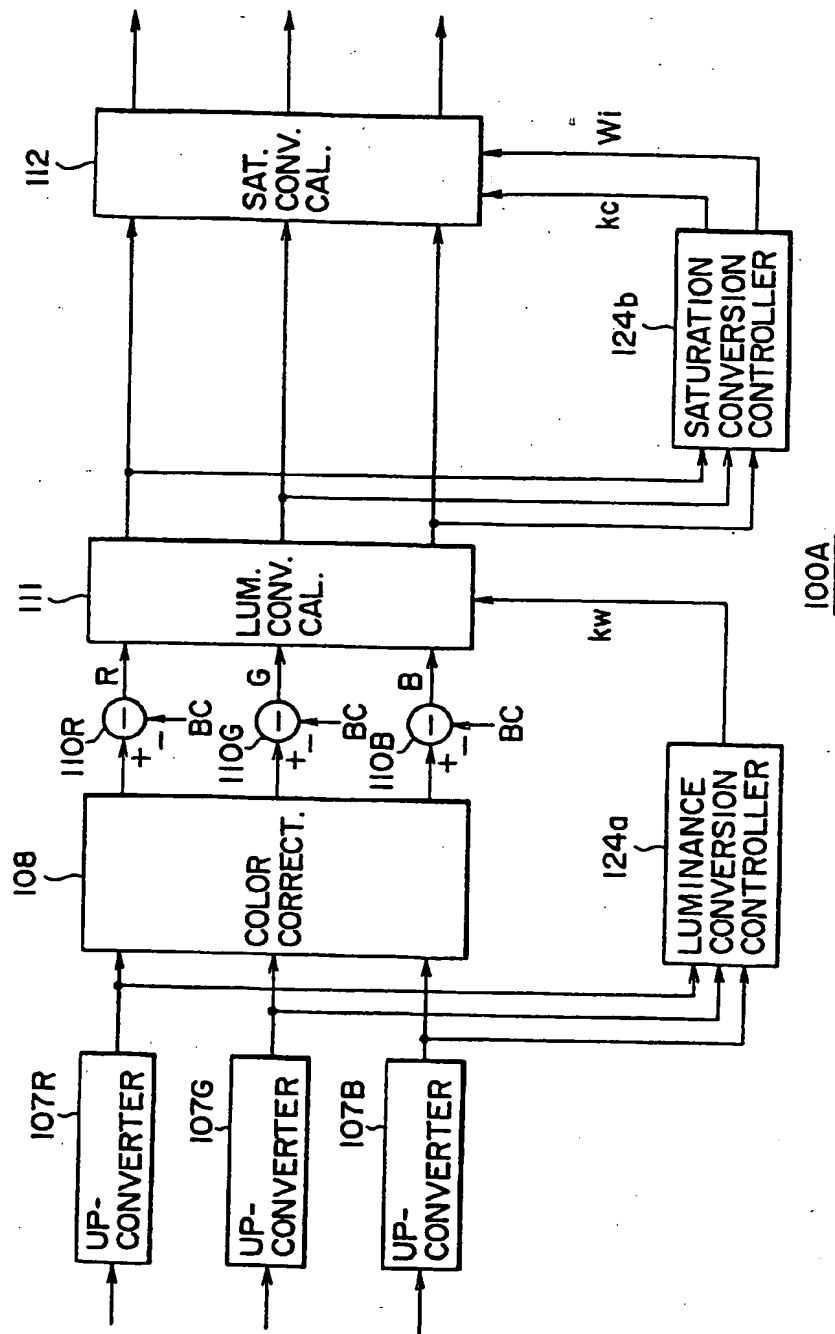 107R
UP-
CONVERTER
107G
UP-
CONVERTER
107B
UP-
CONVERTER
108
COLOR
CORRECT.
110R
+
−
−
BC
R
110G
+
−
−
BC
G
110B
+
−
−
BC
B
111
LUM.
CONV.
CAL.
112
SAT.
CONV.
CAL.
124a
LUMINANCE
CONVERSION
CONTROLLER
kw
124b
SATURATION
CONVERSION
CONTROLLER
kc
Wi
100A